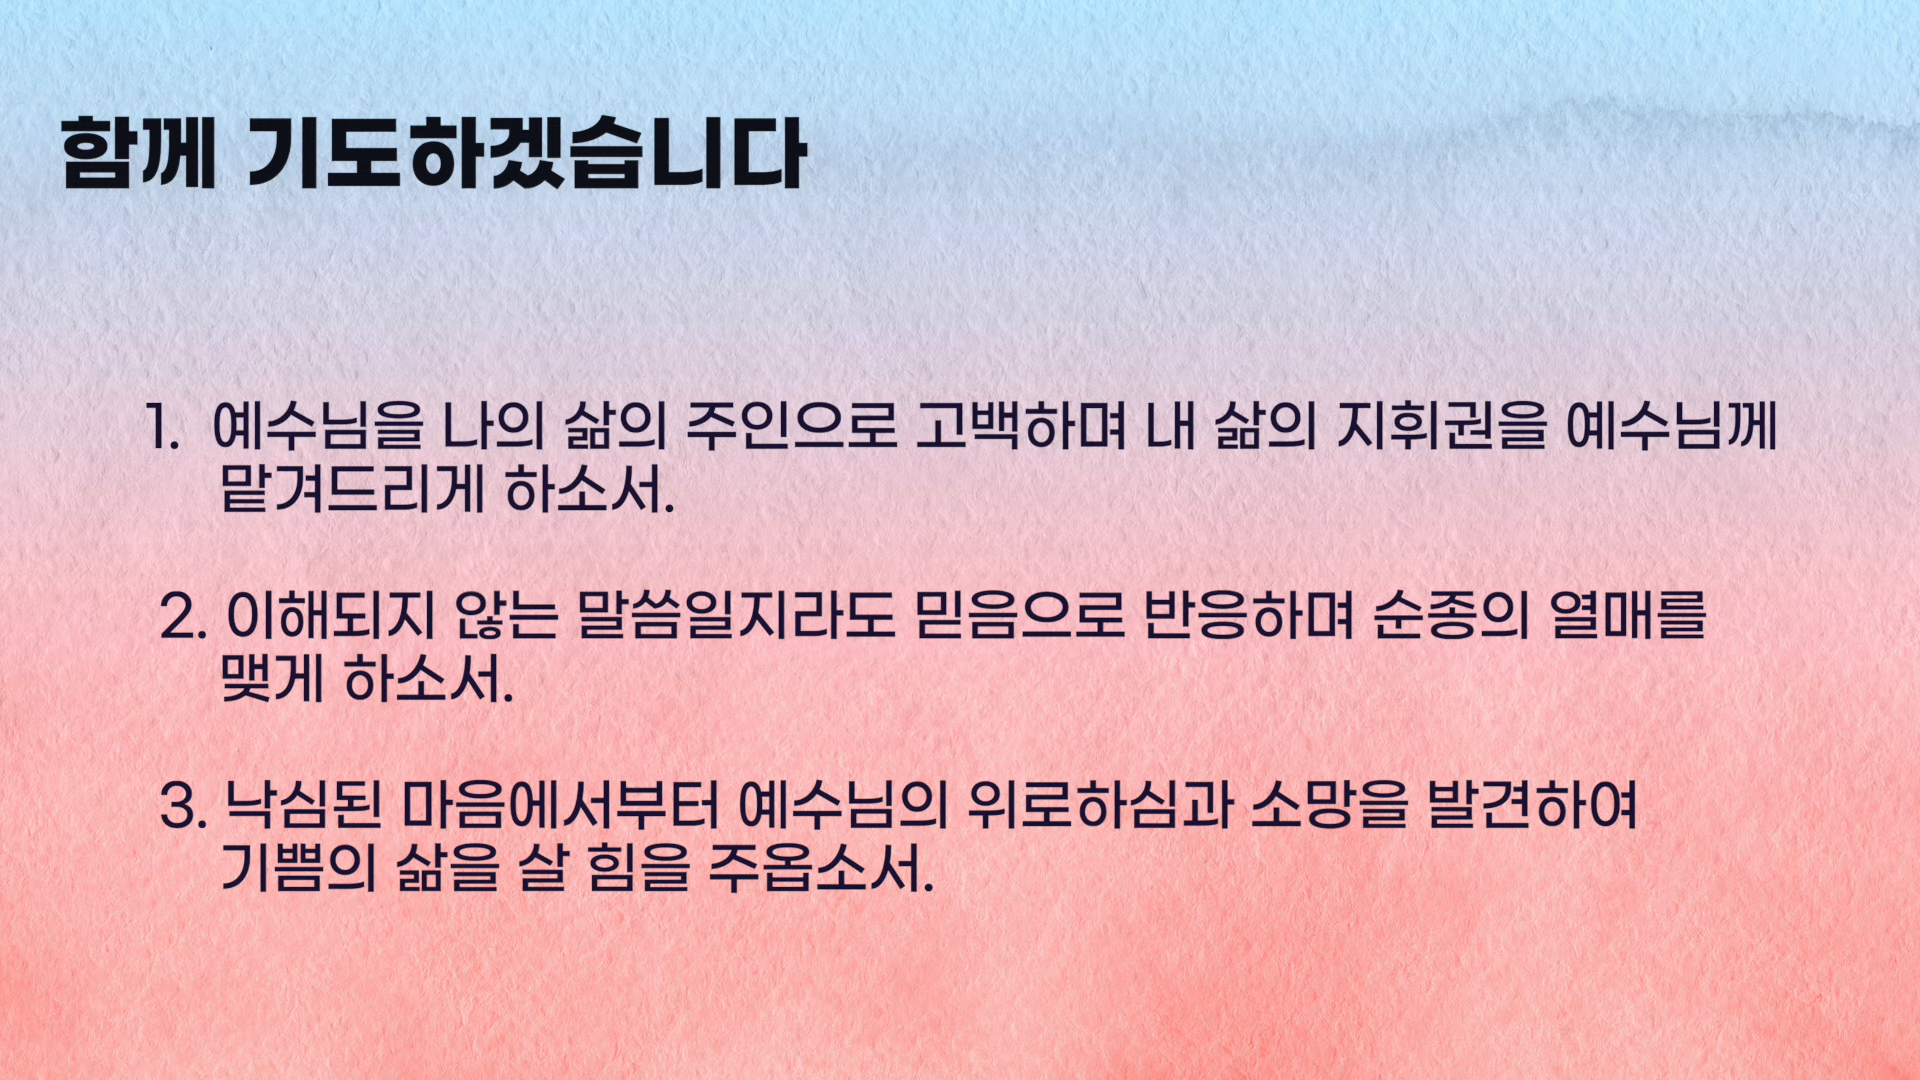 함께 기도하겠습니다
1. 예수님을 나의 삶의 주인으로 고백하며 내 삶의 지휘권을 예수님께
맡겨드리게 하소서.
2. 이해되지 않는 말씀일지라도 믿음으로 반응하며 순종의 열매를
맺게 하소서.
3. 낙심된 마음에서부터 예수님의 위로하심과 소망을 발견하여
기쁨의 삶을 살 힘을 주옵소서.